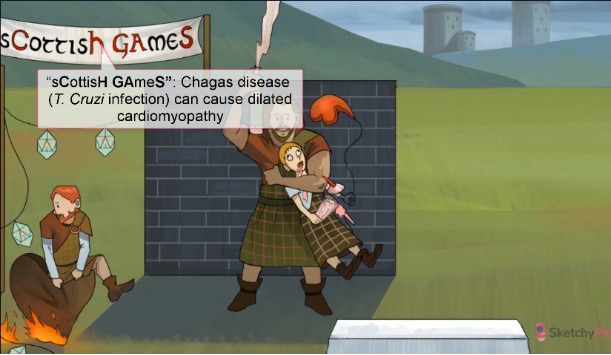 sCottish GAmeS
“sCottisH GAmeS”: Chagas disease
(T. Cruzi infection) can cause dilated
cardiomyopathy